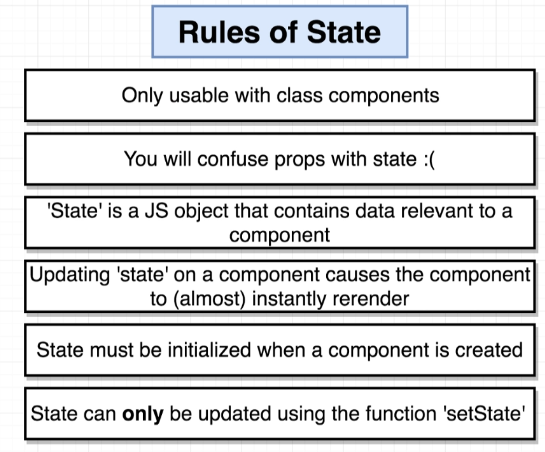 Rules of State
Only usable with class components
You will confuse props with state :(
'State' is a JS object that contains data relevant to a
component
Updating 'state' on a component causes the component
to (almost) instantly rerender
State must be initialized when a component is created
State can only be updated using the function 'setState'